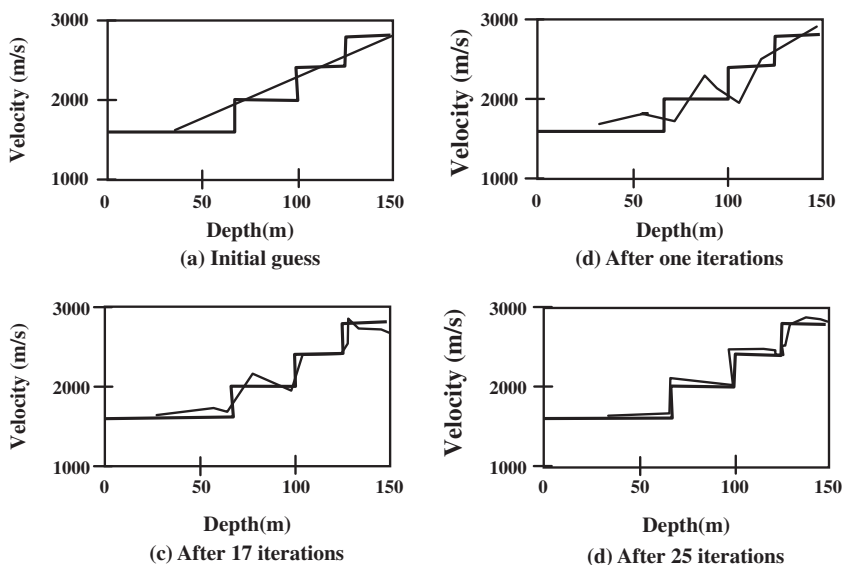 3000
2000
1000
Velocity (m/s)
0 50 100 150
Depth(m)
(a) Initial guess
3000
2000
1000
Velocity (m/s)
0 50 100 150
Depth(m)
(d) After one iterations
3000
2000
1000
Velocity (m/s)
0 50 100 150
Depth(m)
(c) After 17 iterations
3000
2000
1000
Velocity (m/s)
0 50 100 150
Depth(m)
(d) After 25 iterations